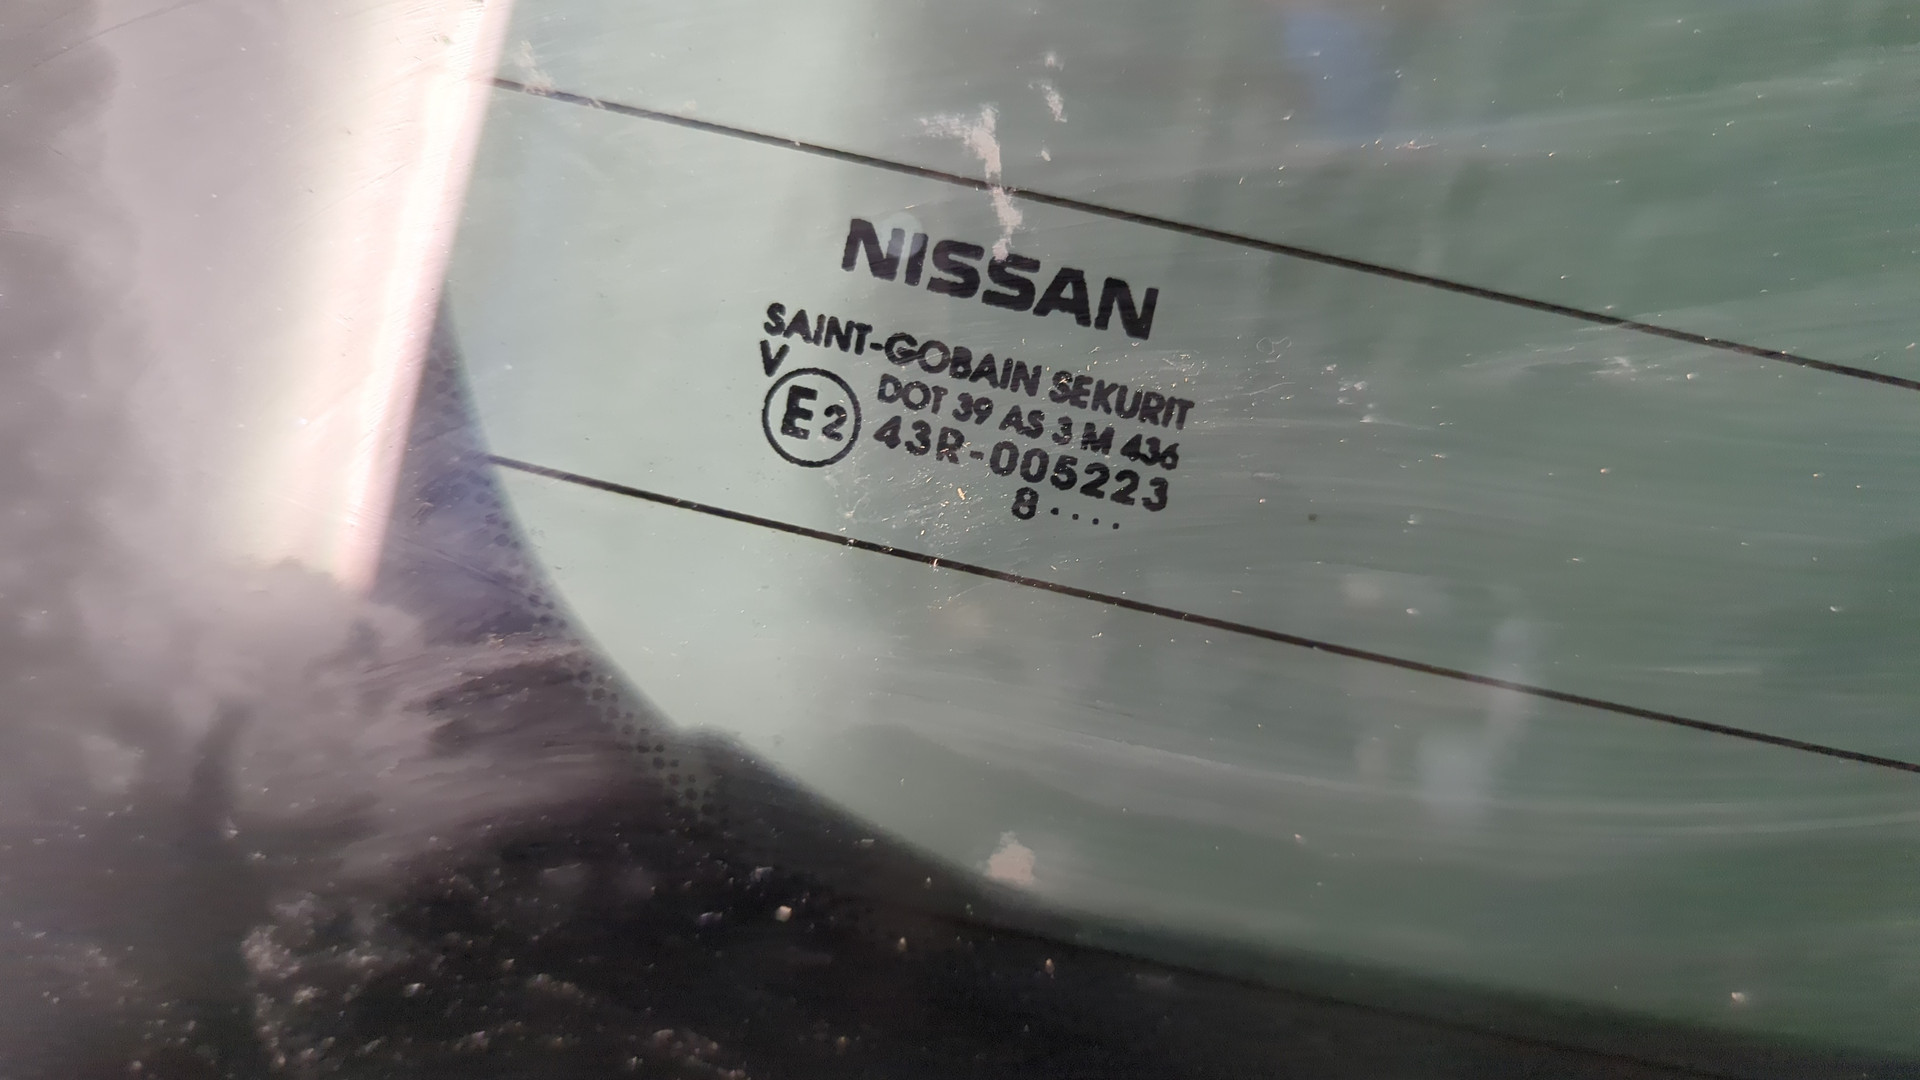 NISSAN
SAINT-GOBAIN SEKURIT
V
DOT 39 AS 3 M 436
E2 43R-005223
8 · · · ·